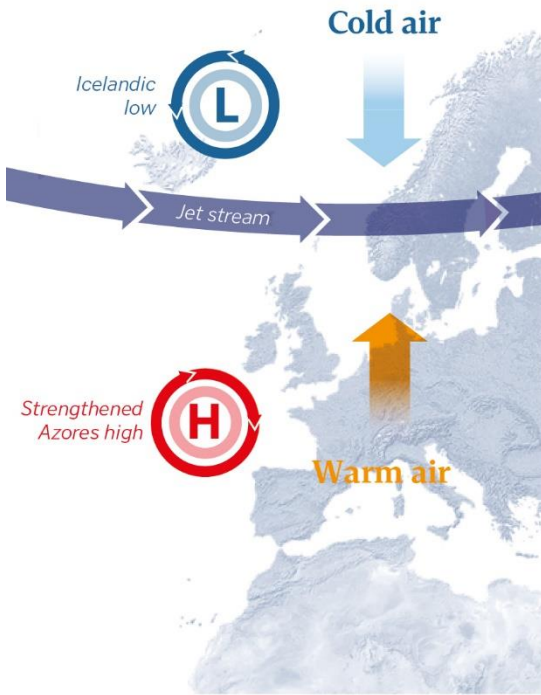 Cold air
Icelandic
low
L
Jet stream
Strengthened
Azores high
H
Warm air